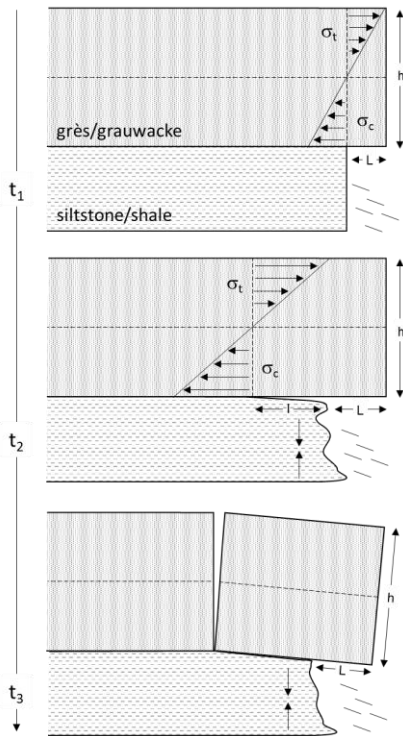 σt
h
σc
grès/grauwacke
L
t1
siltstone/shale
σt
h
σc
l
L
t2
h
L
t3